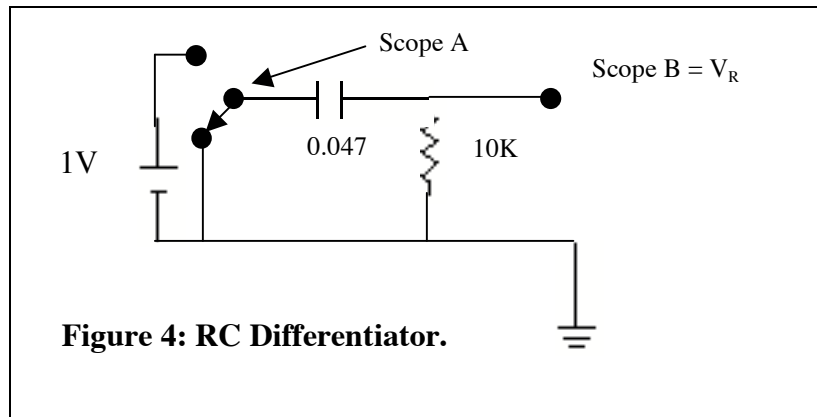 Scope A
Scope B = V_R
0.047
10K
1V
Figure 4: RC Differentiator.